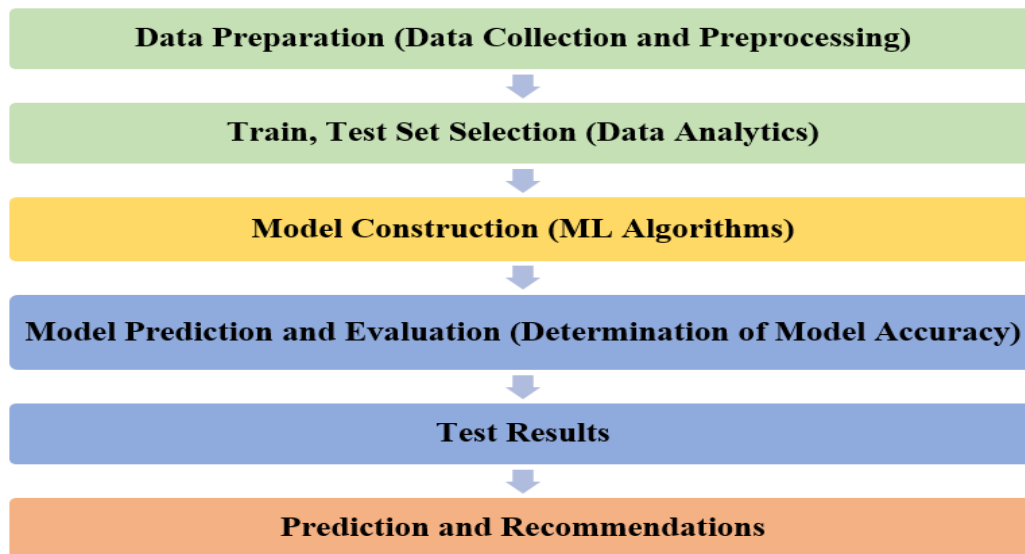 Data Preparation (Data Collection and Preprocessing)
Train, Test Set Selection (Data Analytics)
Model Construction (ML Algorithms)
Model Prediction and Evaluation (Determination of Model Accuracy)
Test Results
Prediction and Recommendations